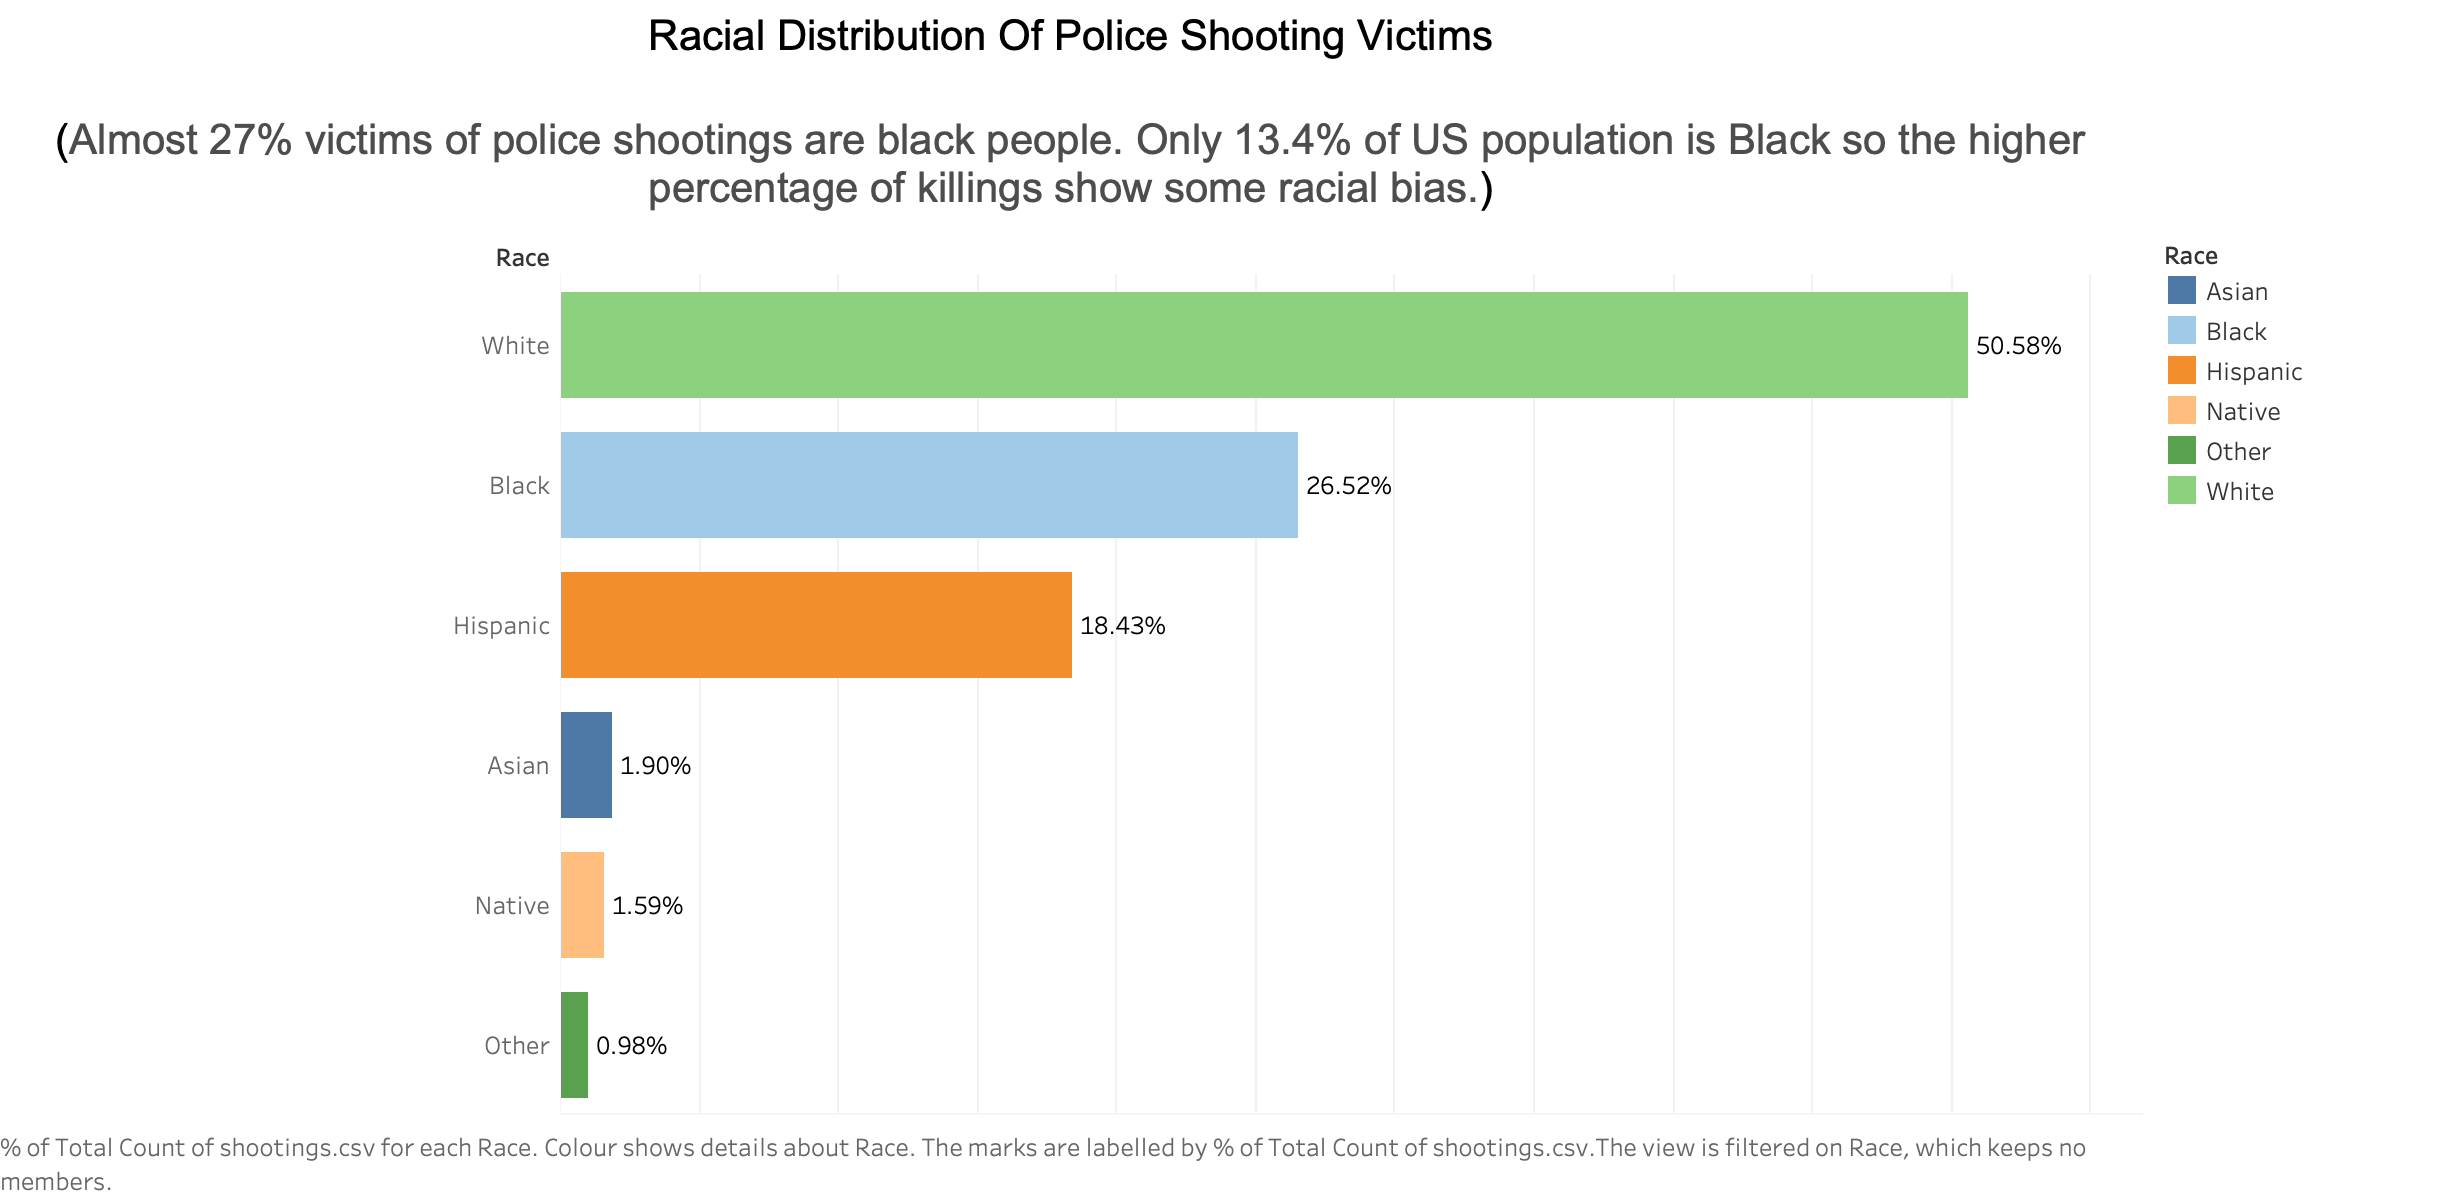 Racial Distribution Of Police Shooting Victims
(Almost 27% victims of police shootings are black people. Only 13.4% of US population is Black so the higher
percentage of killings show some racial bias.)
Race
White
50.58%
Black
26.52%
Hispanic
18.43%
Asian
1.90%
Native
1.59%
Other
0.98%
Race
Asian
Black
Hispanic
Native
Other
White
% of Total Count of shootings.csv for each Race. Colour shows details about Race. The marks are labelled by % of Total Count of shootings.csv.The view is filtered on Race, which keeps no
members.